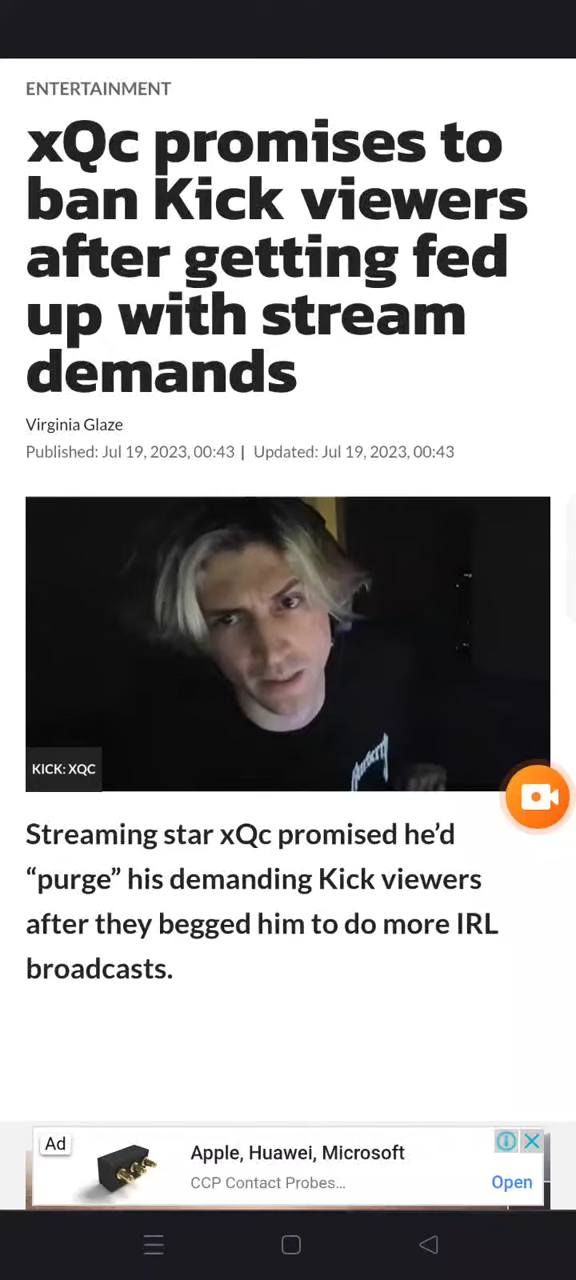 ENTERTAINMENT
xQc promises to
ban Kick viewers
after getting fed
up with stream
demands
Virginia Glaze
Published: Jul 19, 2023, 00:43 | Updated: Jul 19, 2023, 00:43
KICK: XQC
Streaming star xQc promised he’d
“purge” his demanding Kick viewers
after they begged him to do more IRL
broadcasts.
Ad
Apple, Huawei, Microsoft
CCP Contact Probes...
Open